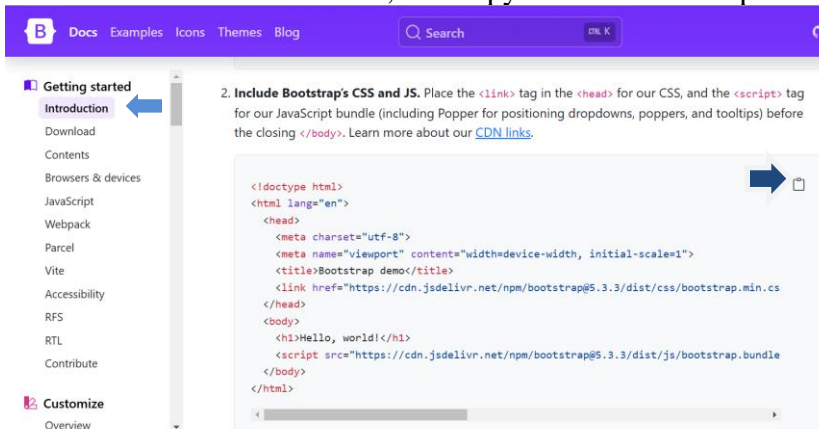 B Docs Examples Icons Themes Blog Search CTRL K
Getting started
Introduction
Download
Contents
Browsers & devices
JavaScript
Webpack
Parcel
Vite
Accessibility
RFS
RTL
Contribute
Customize
Overview
2. Include Bootstrap's CSS and JS. Place the <link> tag in the <head> for our CSS, and the <script> tag
for our JavaScript bundle (including Popper for positioning dropdowns, poppers, and tooltips) before
the closing </body>. Learn more about our CDN links.
<!doctype html>
<html lang="en">
<head>
<meta charset="utf-8">
<meta name="viewport" content="width=device-width, initial-scale=1">
<title>Bootstrap demo</title>
<link href="https://cdn.jsdelivr.net/npm/bootstrap@5.3.3/dist/css/bootstrap.min.cs
</head>
<body>
<h1>Hello, world!</h1>
<script src="https://cdn.jsdelivr.net/npm/bootstrap@5.3.3/dist/js/bootstrap.bundle
</body>
</html>